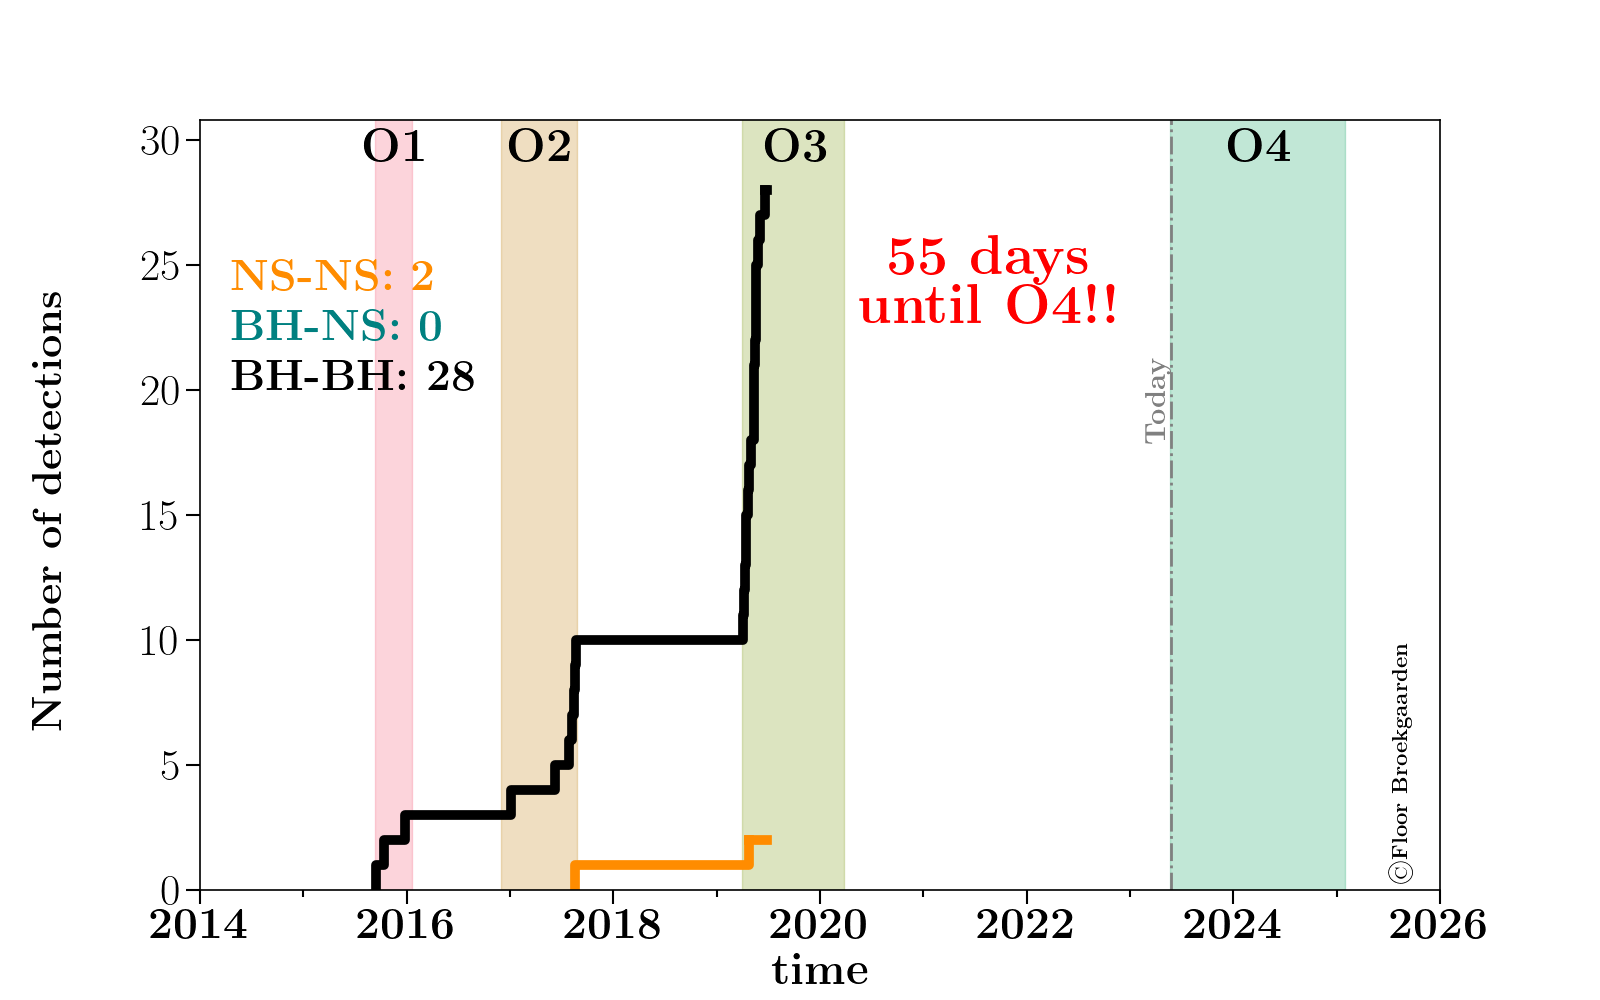 O1 O2 O3 O4
30
25
20
15
10
5
0
Number of detections
NS-NS: 2
BH-NS: 0
BH-BH: 28
55 days
until O4!!
Today
©Floor Broekgaarden
2014 2016 2018 2020 2022 2024 2026
time